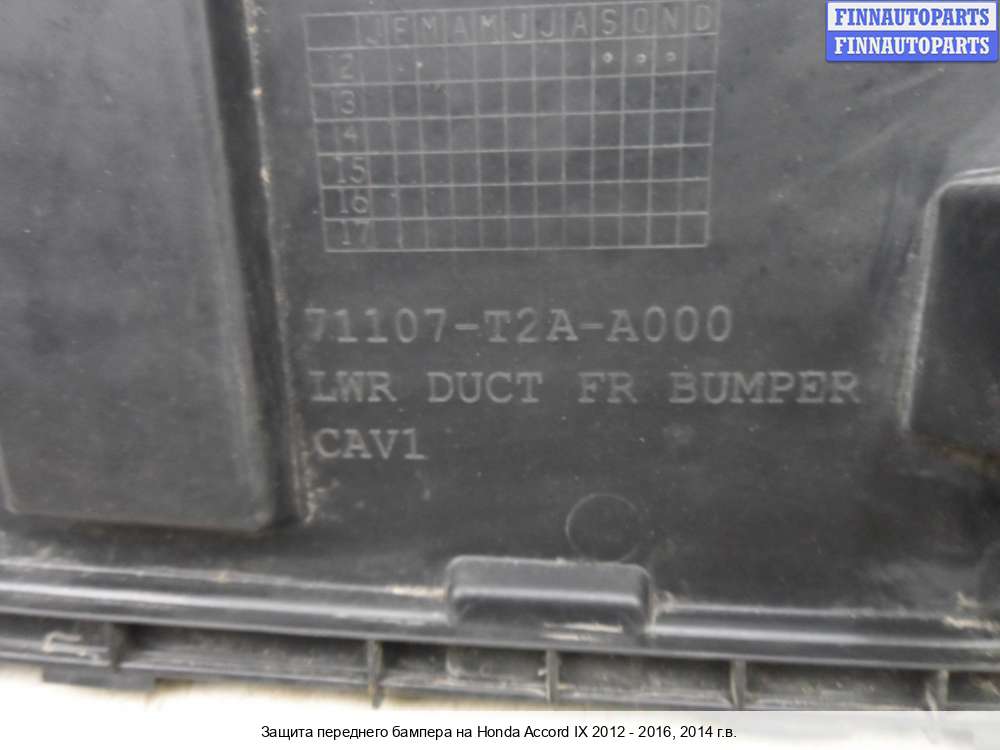 FINNAUTOPARTS
FINNAUTOPARTS
J F M A M J J A S O N D
12
13
14
15
16
17
71107-T2A-A000
LWR DUCT FR BUMPER
CAV1
Защита переднего бампера на Honda Accord IX 2012 - 2016, 2014 г.в.